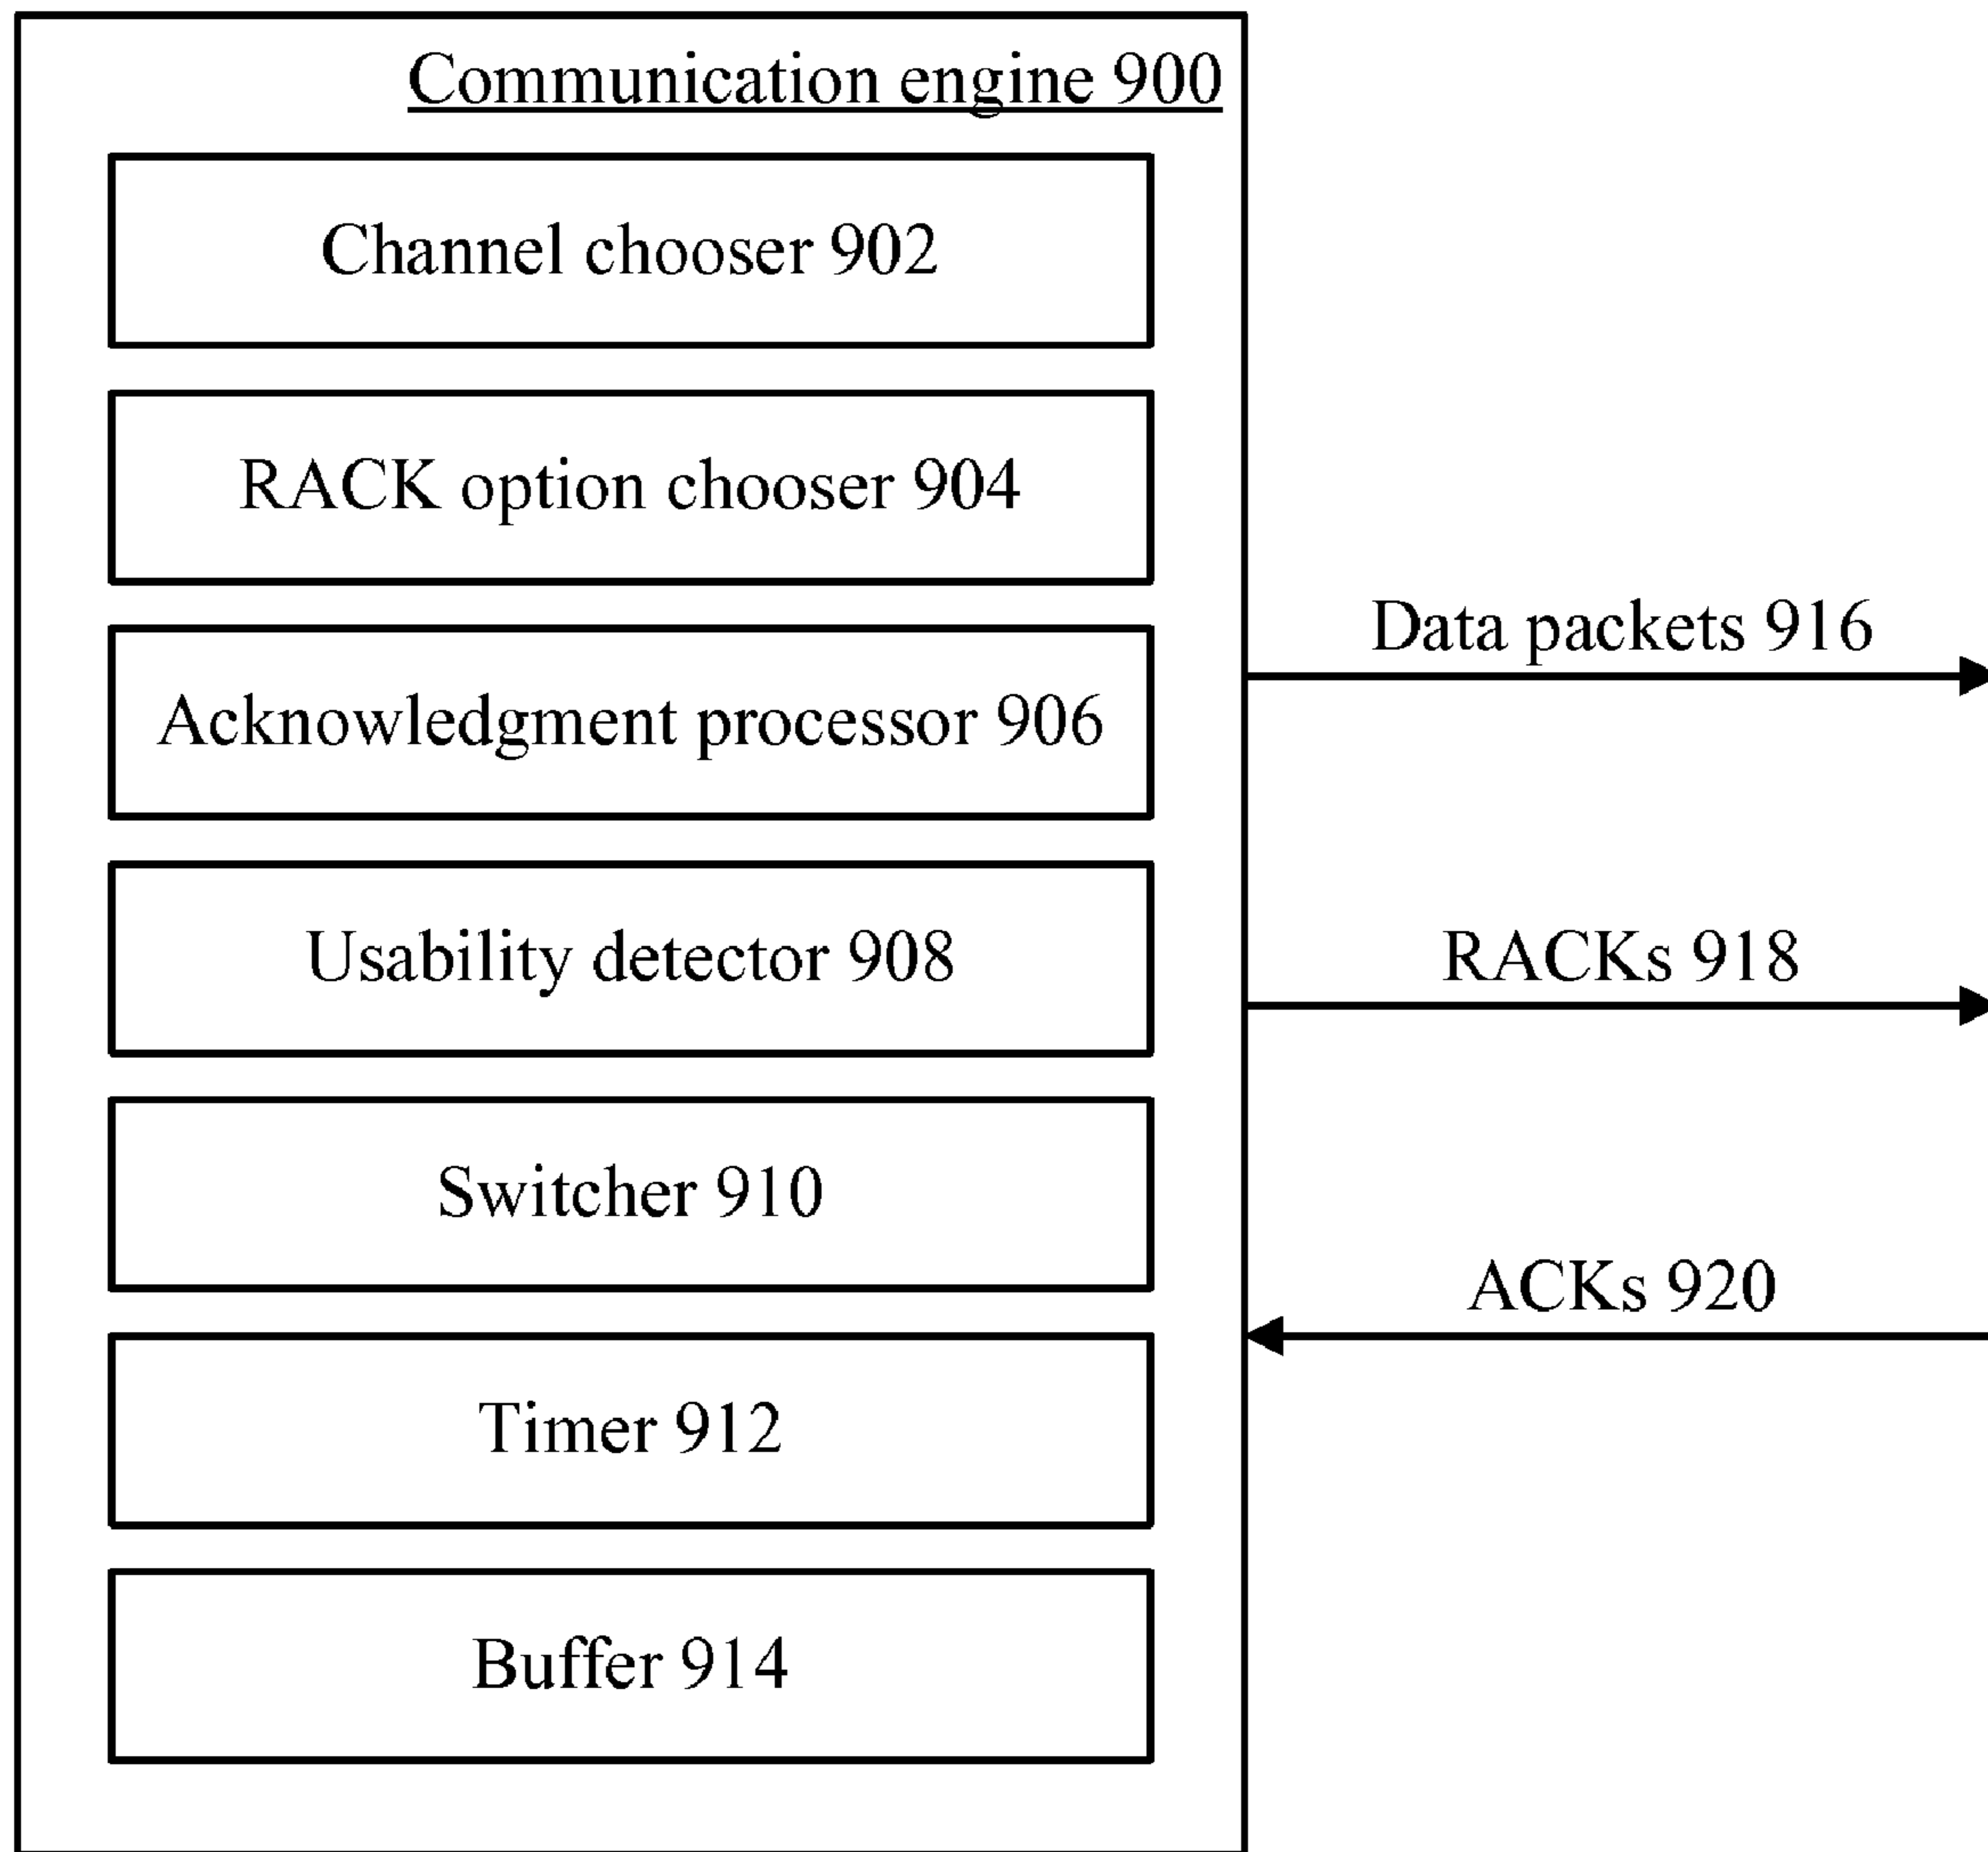 Communication engine 900
Channel chooser 902
RACK option chooser 904
Acknowledgment processor 906
Usability detector 908
Switcher 910
Timer 912
Buffer 914
Data packets 916
RACKs 918
ACKs 920